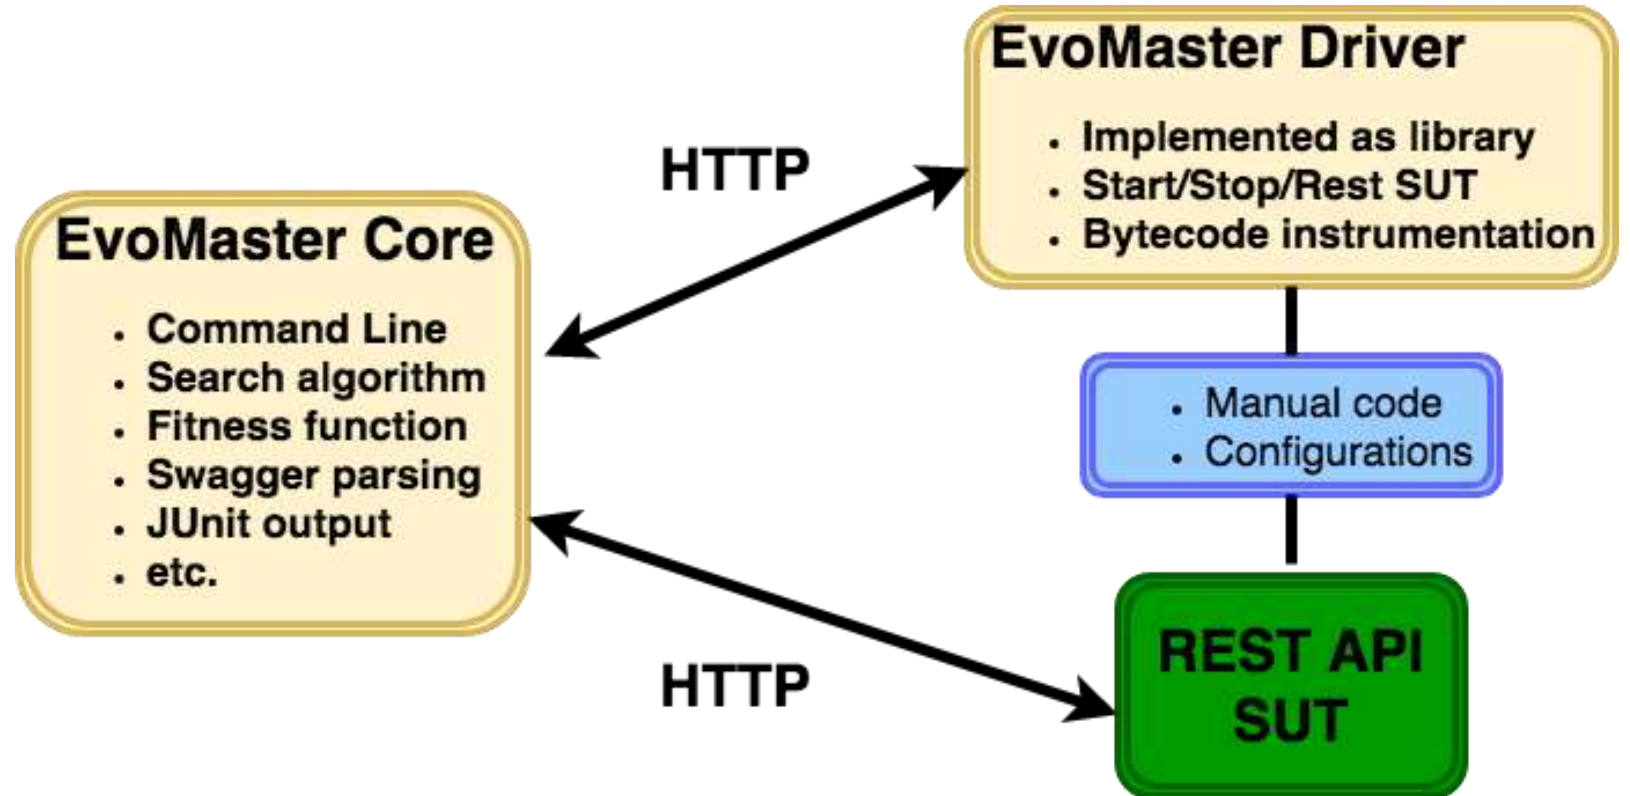 EvoMaster Driver
• Implemented as library
• Start/Stop/Rest SUT
• Bytecode instrumentation
HTTP
EvoMaster Core
• Command Line
• Search algorithm
• Fitness function
• Swagger parsing
• JUnit output
• etc.
• Manual code
• Configurations
HTTP
REST API
SUT